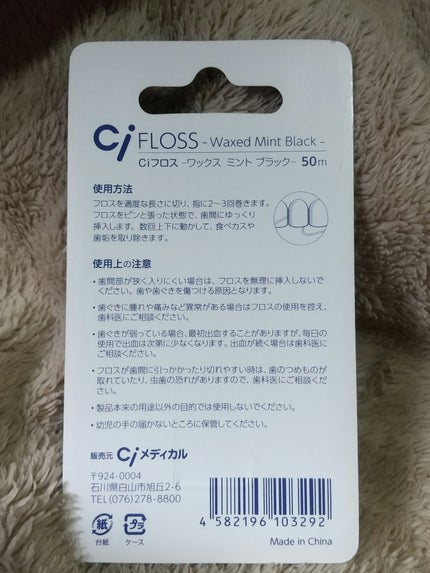 Ci FLOSS - Waxed Mint Black -
Ciフロス -ワックス ミント ブラック- 50m
使用方法
フロスを適度な長さに切り、指に2〜3回巻きます。
フロスをピンと張った状態で、歯間にゆっくり
挿入します。数回上下に動かして、食べカスや
歯垢を取り除きます。
使用上の注意
・歯間部が狭く入りにくい場合は、フロスを無理に挿入しないで
ください。歯や歯ぐきを傷つける原因となります。
・歯ぐきに腫れや痛みなど異常がある場合はフロスの使用を控え、
歯科医にご相談ください。
・歯ぐきが弱っている場合、最初出血することがありますが、毎日の
使用で出血は次第に少なくなります。出血が続く場合は歯科医に
ご相談ください。
・フロスが歯間に引っかかったり切れやすい時は、歯のつめものが
取れていたり、虫歯の恐れがありますので、歯科医にご相談くださ
い。
・製品本来の用途以外の目的では使用しないでください。
・幼児の手の届かないところに保管してください。
販売元 Ciメディカル
〒924-0004
石川県白山市旭丘2-6
TEL(076)278-8800
紙 プラ
台紙 ケース
4 582196 103292
Made in China